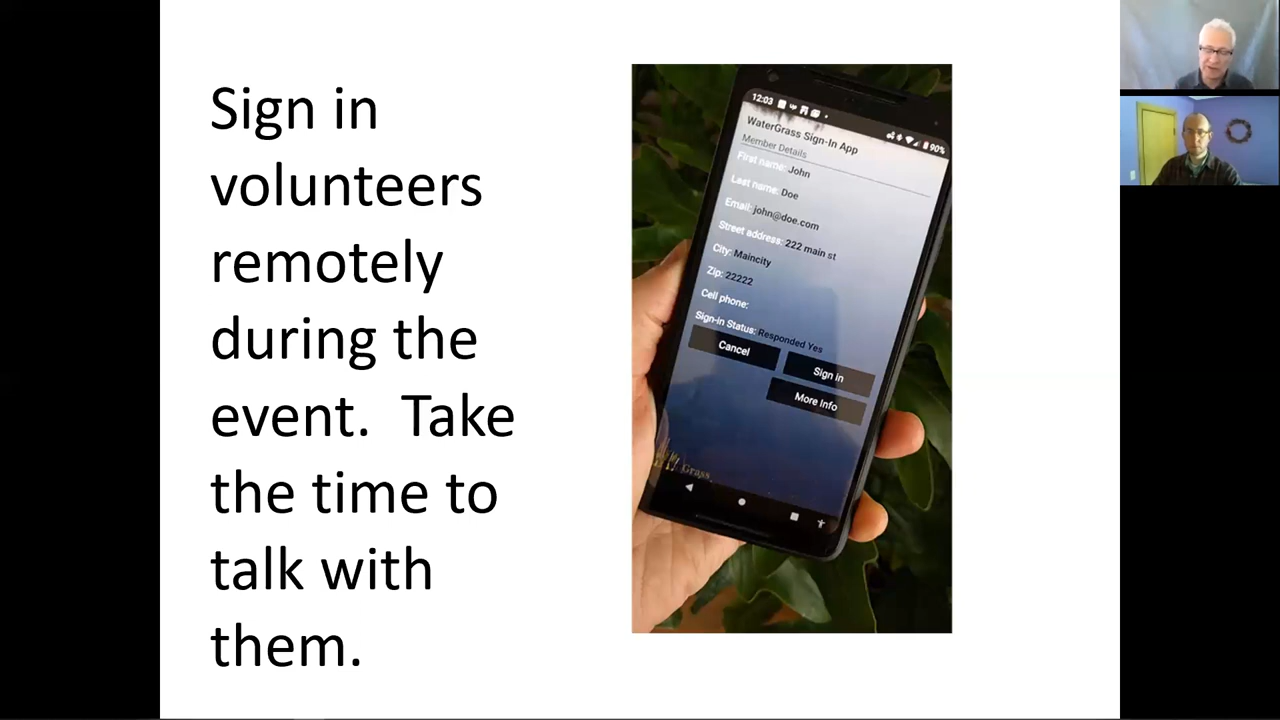 Sign in
volunteers
remotely
during the
event.  Take
the time to
talk with
them.
12:03
90%
WaterGrass Sign-In App
Member Details
First name: John
Last name: Doe
Email: john@doe.com
Street address: 222 main st
City: Maincity
Zip: 22222
Cell phone:
Sign-in Status: Responded Yes
Cancel
Sign in
More Info
Grass